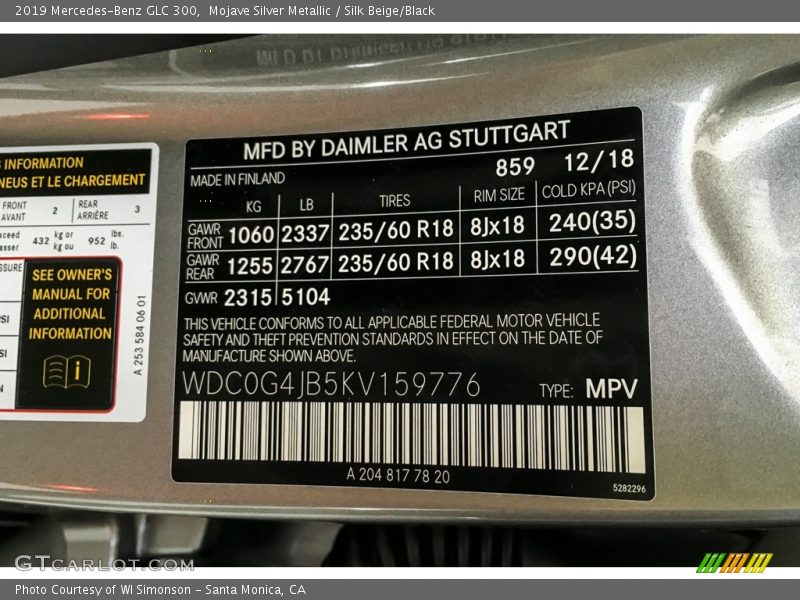 2019 Mercedes-Benz GLC 300,  Mojave Silver Metallic / Silk Beige/Black
MFD BY DAIMLER AG STUTTGART
859 12/18
MADE IN FINLAND
KG LB TIRES RIM SIZE COLD KPA(PSI)
GAWR FRONT 1060 2337 235/60 R18 8Jx18 240(35)
GAWR REAR 1255 2767 235/60 R18 8Jx18 290(42)
GVWR 2315 5104
THIS VEHICLE CONFORMS TO ALL APPLICABLE FEDERAL MOTOR VEHICLE
SAFETY AND THEFT PREVENTION STANDARDS IN EFFECT ON THE DATE OF
MANUFACTURE SHOWN ABOVE.
WDC0G4JB5KV159776 TYPE: MPV
A 204 817 78 20
5282296
INFORMATION
NEUS ET LE CHARGEMENT
FRONT AVANT 2 REAR ARRIÈRE 3
432 kg or kg ou 952 lbs. lb.
SEE OWNER'S
MANUAL FOR
ADDITIONAL
INFORMATION
A 253 584 06 01
GTCARLOT.COM
Photo Courtesy of WI Simonson - Santa Monica, CA